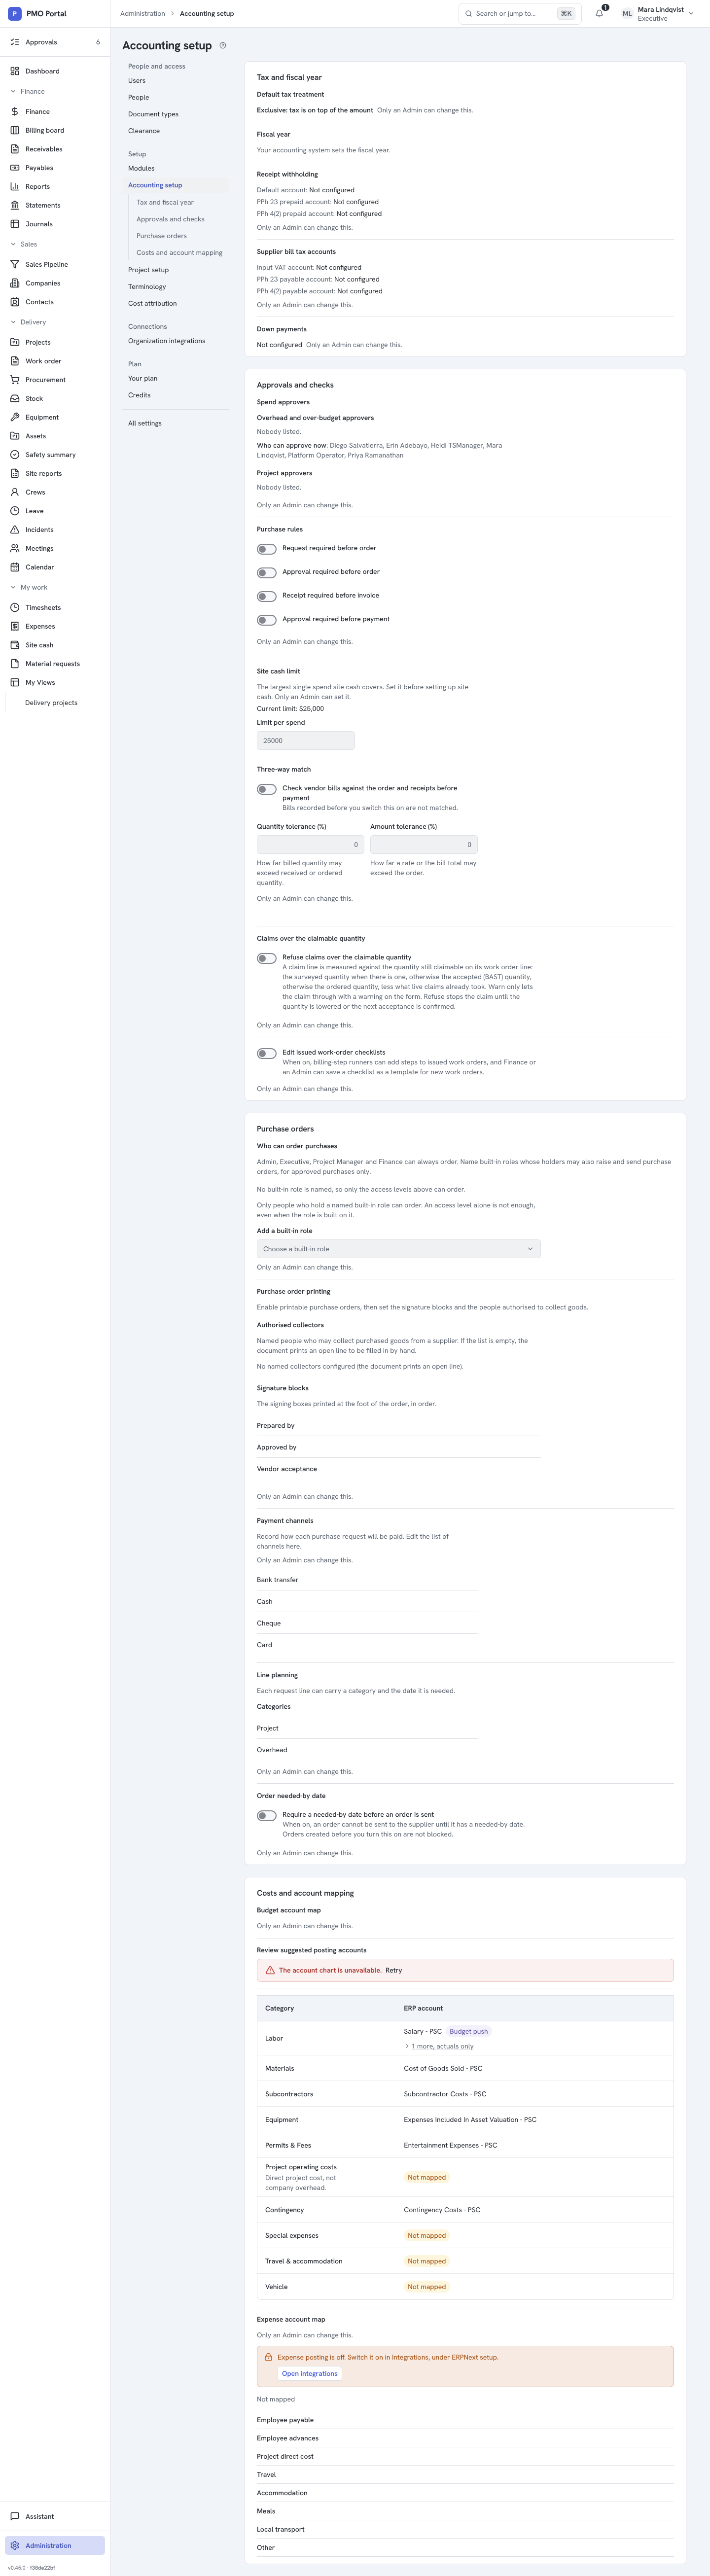 P PMO Portal
Administration > Accounting setup
Search or jump to... ⌘K
1
ML Mara Lindqvist
Executive
Approvals 6
Dashboard
Finance
Finance
Billing board
Receivables
Payables
Reports
Statements
Journals
Sales
Sales Pipeline
Companies
Contacts
Delivery
Projects
Work order
Procurement
Stock
Equipment
Assets
Safety summary
Site reports
Crews
Leave
Incidents
Meetings
Calendar
My work
Timesheets
Expenses
Site cash
Material requests
My Views
Delivery projects
Assistant
Administration
v0.45.0 · f38de22bf
Accounting setup
People and access
Users
People
Document types
Clearance
Setup
Modules
Accounting setup
Tax and fiscal year
Approvals and checks
Purchase orders
Costs and account mapping
Project setup
Terminology
Cost attribution
Connections
Organization integrations
Plan
Your plan
Credits
All settings
Tax and fiscal year
Default tax treatment
Exclusive: tax is on top of the amount Only an Admin can change this.
Fiscal year
Your accounting system sets the fiscal year.
Receipt withholding
Default account: Not configured
PPh 23 prepaid account: Not configured
PPh 4(2) prepaid account: Not configured
Only an Admin can change this.
Supplier bill tax accounts
Input VAT account: Not configured
PPh 23 payable account: Not configured
PPh 4(2) payable account: Not configured
Only an Admin can change this.
Down payments
Not configured Only an Admin can change this.
Approvals and checks
Spend approvers
Overhead and over-budget approvers
Nobody listed.
Who can approve now: Diego Salvatierra, Erin Adebayo, Heidi TSManager, Mara
Lindqvist, Platform Operator, Priya Ramanathan
Project approvers
Nobody listed.
Only an Admin can change this.
Purchase rules
Request required before order
Approval required before order
Receipt required before invoice
Approval required before payment
Only an Admin can change this.
Site cash limit
The largest single spend site cash covers. Set it before setting up site
cash. Only an Admin can set it.
Current limit: $25,000
Limit per spend
25000
Three-way match
Check vendor bills against the order and receipts before
payment
Bills recorded before you switch this on are not matched.
Quantity tolerance (%) Amount tolerance (%)
0 0
How far billed quantity may
exceed received or ordered
quantity.
How far a rate or the bill total may
exceed the order.
Only an Admin can change this.
Claims over the claimable quantity
Refuse claims over the claimable quantity
A claim line is measured against the quantity still claimable on its work order line:
the surveyed quantity when there is one, otherwise the accepted (BAST) quantity,
otherwise the ordered quantity, less what live claims already took. Warn only lets
the claim through with a warning on the form. Refuse stops the claim until the
quantity is lowered or the next acceptance is confirmed.
Only an Admin can change this.
Edit issued work-order checklists
When on, billing-step runners can add steps to issued work orders, and Finance or
an Admin can save a checklist as a template for new work orders.
Only an Admin can change this.
Purchase orders
Who can order purchases
Admin, Executive, Project Manager and Finance can always order. Name built-in roles whose holders may also raise and send purchase
orders, for approved purchases only.
No built-in role is named, so only the access levels above can order.
Only people who hold a named built-in role can order. An access level alone is not enough,
even when the role is built on it.
Add a built-in role
Choose a built-in role
Only an Admin can change this.
Purchase order printing
Enable printable purchase orders, then set the signature blocks and the people authorised to collect goods.
Authorised collectors
Named people who may collect purchased goods from a supplier. If the list is empty, the
document prints an open line to be filled in by hand.
No named collectors configured (the document prints an open line).
Signature blocks
The signing boxes printed at the foot of the order, in order.
Prepared by
Approved by
Vendor acceptance
Only an Admin can change this.
Payment channels
Record how each purchase request will be paid. Edit the list of
channels here.
Only an Admin can change this.
Bank transfer
Cash
Cheque
Card
Line planning
Each request line can carry a category and the date it is needed.
Categories
Project
Overhead
Only an Admin can change this.
Order needed-by date
Require a needed-by date before an order is sent
When on, an order cannot be sent to the supplier until it has a needed-by date.
Orders created before you turn this on are not blocked.
Only an Admin can change this.
Costs and account mapping
Budget account map
Only an Admin can change this.
Review suggested posting accounts
The account chart is unavailable. Retry
Category ERP account
Labor Salary - PSC Budget push
> 1 more, actuals only
Materials Cost of Goods Sold - PSC
Subcontractors Subcontractor Costs - PSC
Equipment Expenses Included In Asset Valuation - PSC
Permits & Fees Entertainment Expenses - PSC
Project operating costs
Direct project cost, not
company overhead.
Not mapped
Contingency Contingency Costs - PSC
Special expenses Not mapped
Travel & accommodation Not mapped
Vehicle Not mapped
Expense account map
Only an Admin can change this.
Expense posting is off. Switch it on in Integrations, under ERPNext setup.
Open integrations
Not mapped
Employee payable
Employee advances
Project direct cost
Travel
Accommodation
Meals
Local transport
Other